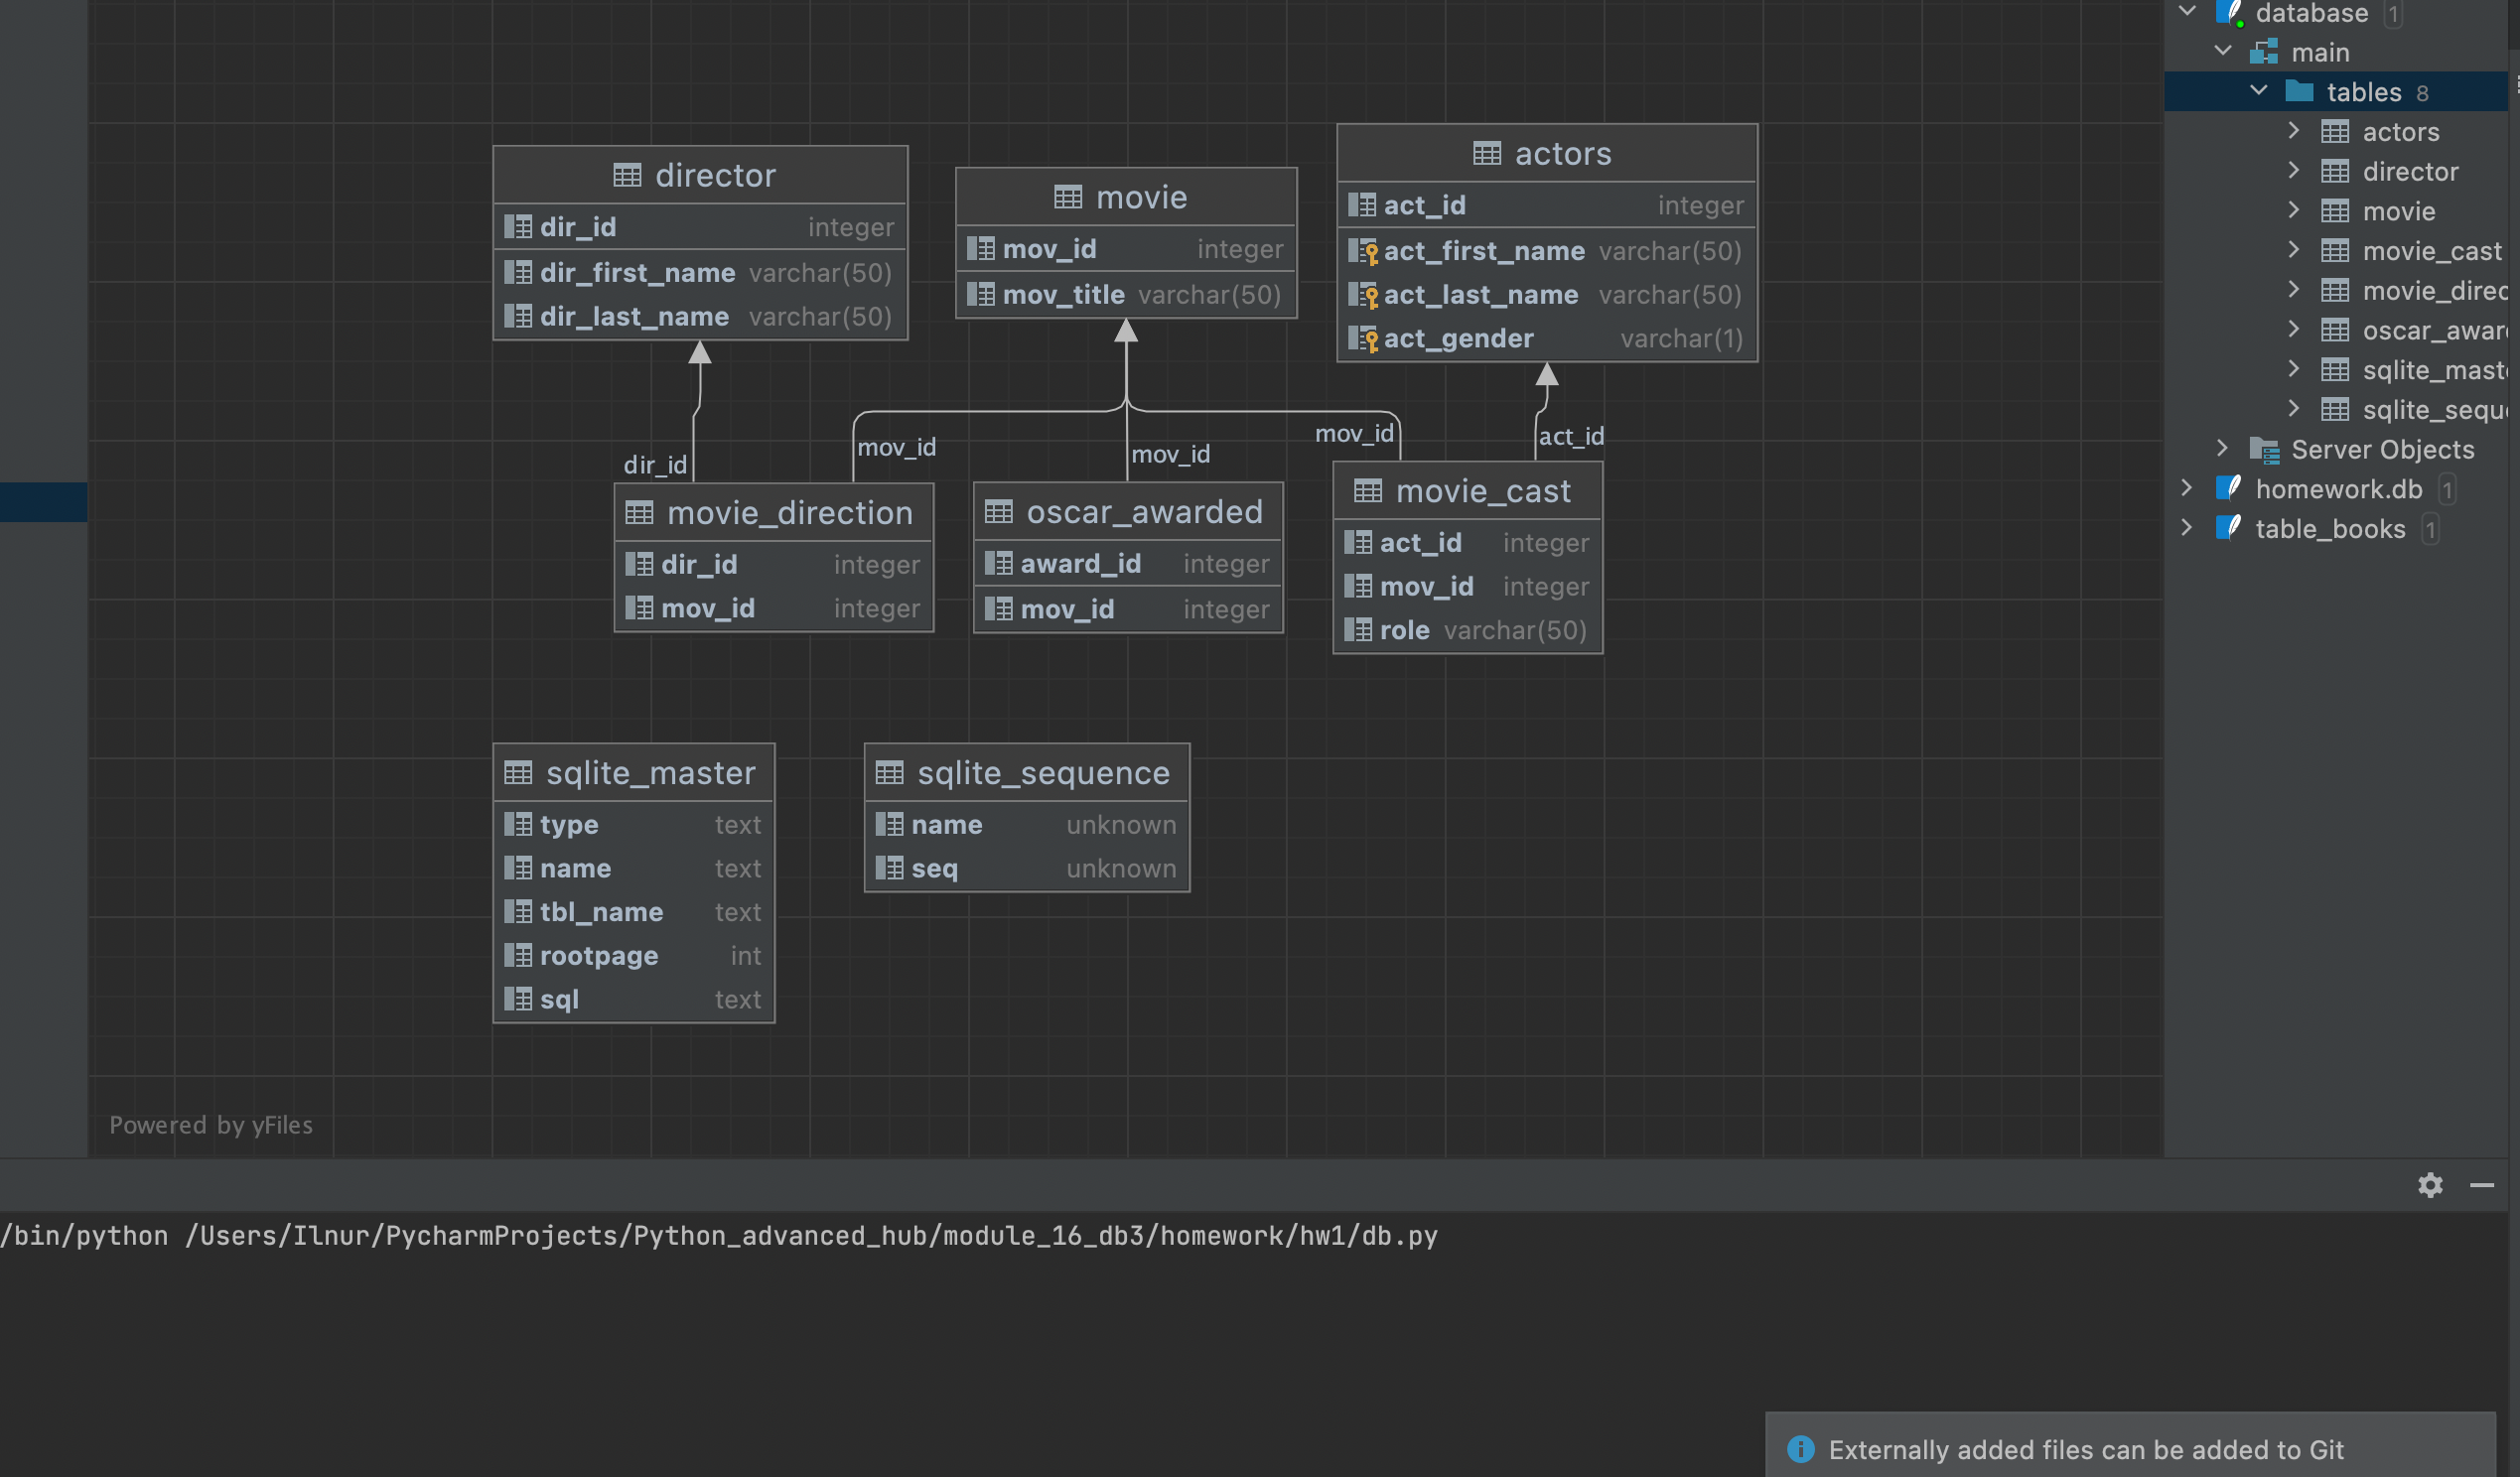 director
dir_id integer
dir_first_name varchar(50)
dir_last_name varchar(50)
movie
mov_id integer
mov_title varchar(50)
actors
act_id integer
act_first_name varchar(50)
act_last_name varchar(50)
act_gender varchar(1)
dir_id
mov_id
mov_id
mov_id
act_id
movie_direction
dir_id integer
mov_id integer
oscar_awarded
award_id integer
mov_id integer
movie_cast
act_id integer
mov_id integer
role varchar(50)
sqlite_master
type text
name text
tbl_name text
rootpage int
sql text
sqlite_sequence
name unknown
seq unknown
Powered by yFiles
database 1
main
tables 8
actors
director
movie
movie_cast
movie_direc
oscar_awar
sqlite_mast
sqlite_sequ
Server Objects
homework.db 1
table_books 1
/bin/python /Users/Ilnur/PycharmProjects/Python_advanced_hub/module_16_db3/homework/hw1/db.py
Externally added files can be added to Git